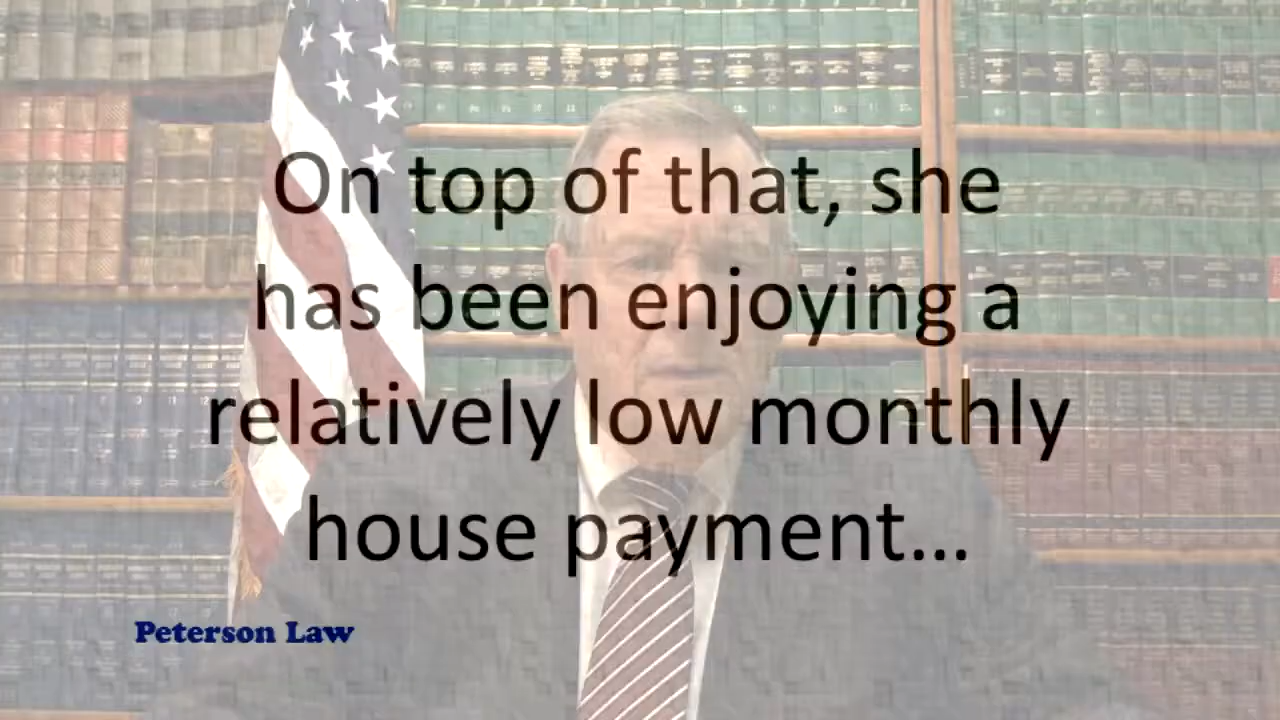 On top of that, she
has been enjoying a
relatively low monthly
house payment…
Peterson Law